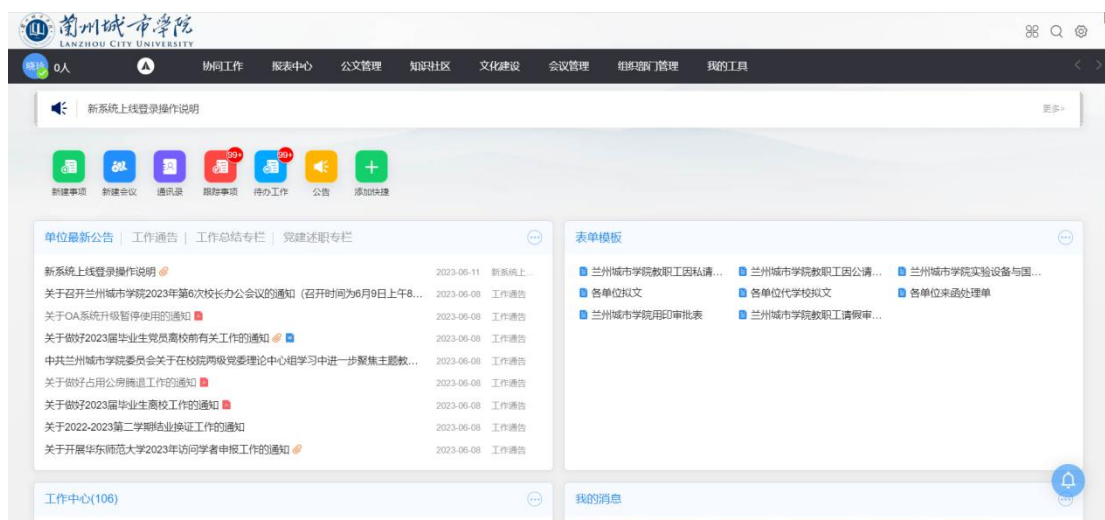 兰州城市学院
LANZHOU CITY UNIVERSITY
0人 协同工作 报表中心 公文管理 知识社区 文化建设 会议管理 组织部门管理 我的工具
新系统上线登录操作说明 更多>
99+ 99+
新建事项 新建会议 通讯录 跟踪事项 待办工作 公告 添加快捷
单位最新公告 | 工作通告 | 工作总结专栏 | 党建述职专栏
新系统上线登录操作说明 2023-06-11 新系统上...
关于召开兰州城市学院2023年第6次校长办公会议的通知（召开时间为6月9日上午8... 2023-06-08 工作通告
关于OA系统升级暂停使用的通知 2023-06-08 工作通告
关于做好2023届毕业生党员离校前有关工作的通知 2023-06-08 工作通告
中共兰州城市学院委员会关于在校院两级党委理论中心组学习中进一步聚焦主题教... 2023-06-08 工作通告
关于做好占用公房腾退工作的通知 2023-06-08 工作通告
关于做好2023届毕业生离校工作的通知 2023-06-08 工作通告
关于2022-2023第二学期结业换证工作的通知 2023-06-08 工作通告
关于开展华东师范大学2023年访问学者申报工作的通知 2023-06-08 工作通告
表单模板
兰州城市学院教职工因私请... 兰州城市学院教职工因公请... 兰州城市学院实验设备与国...
各单位拟文 各单位代学校拟文 各单位来函处理单
兰州城市学院用印审批表 兰州城市学院教职工请假审...
工作中心(106)
我的消息